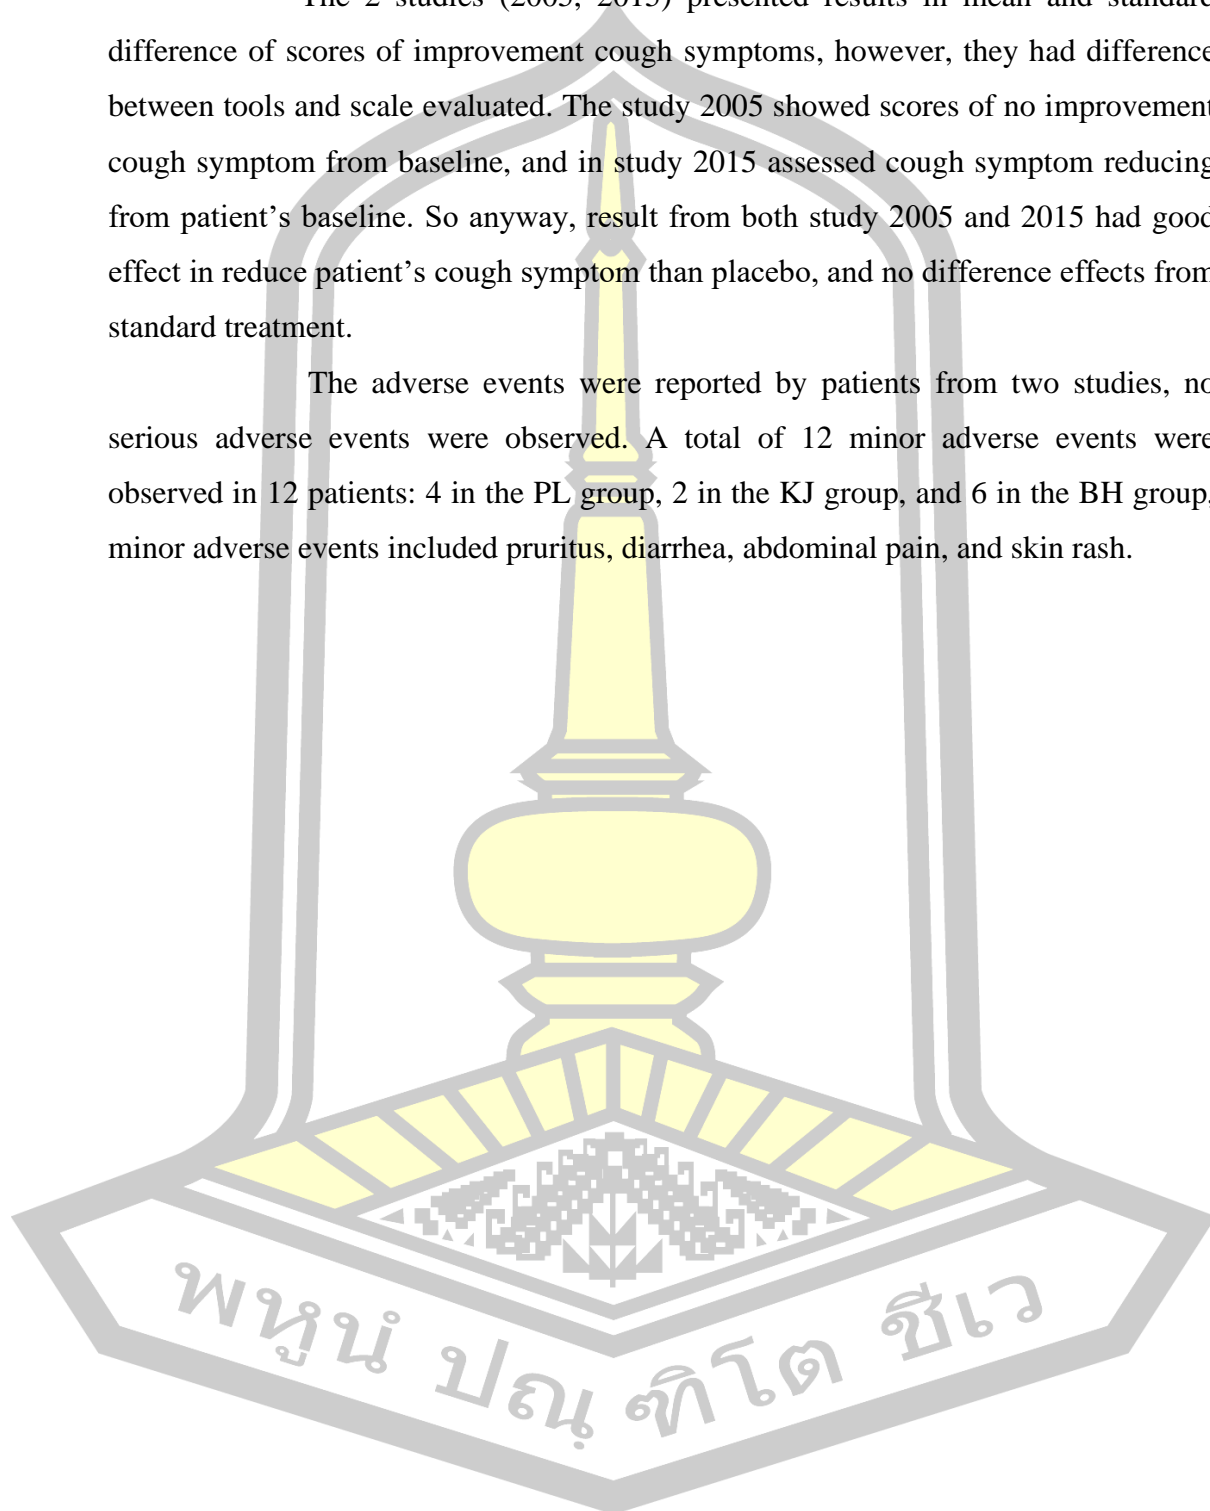 The 2 studies (2005, 2015) presented results in mean and standard
difference of scores of improvement cough symptoms, however, they had difference
between tools and scale evaluated. The study 2005 showed scores of no improvement
cough symptom from baseline, and in study 2015 assessed cough symptom reducing
from patient’s baseline. So anyway, result from both study 2005 and 2015 had good
effect in reduce patient’s cough symptom than placebo, and no difference effects from
standard treatment.
The adverse events were reported by patients from two studies, no
serious adverse events were observed. A total of 12 minor adverse events were
observed in 12 patients: 4 in the PL group, 2 in the KJ group, and 6 in the BH group,
minor adverse events included pruritus, diarrhea, abdominal pain, and skin rash.
พหูนํ ปณฺฑิโต ชีเว